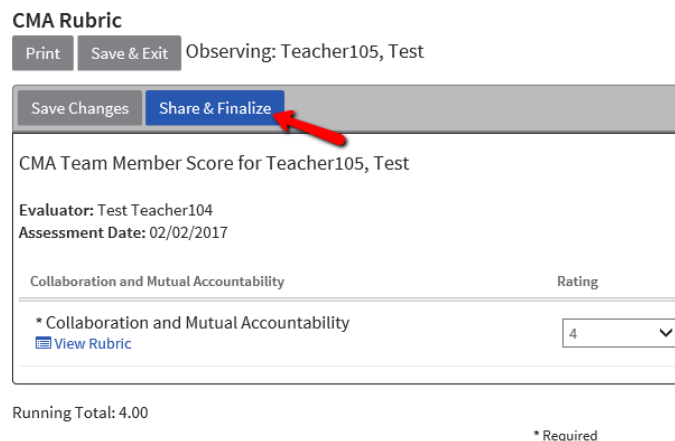 CMA Rubric
Print Save & Exit Observing: Teacher105, Test
Save Changes Share & Finalize
CMA Team Member Score for Teacher105, Test
Evaluator: Test Teacher104
Assessment Date: 02/02/2017
Collaboration and Mutual Accountability Rating
* Collaboration and Mutual Accountability 4
View Rubric
Running Total: 4.00
* Required